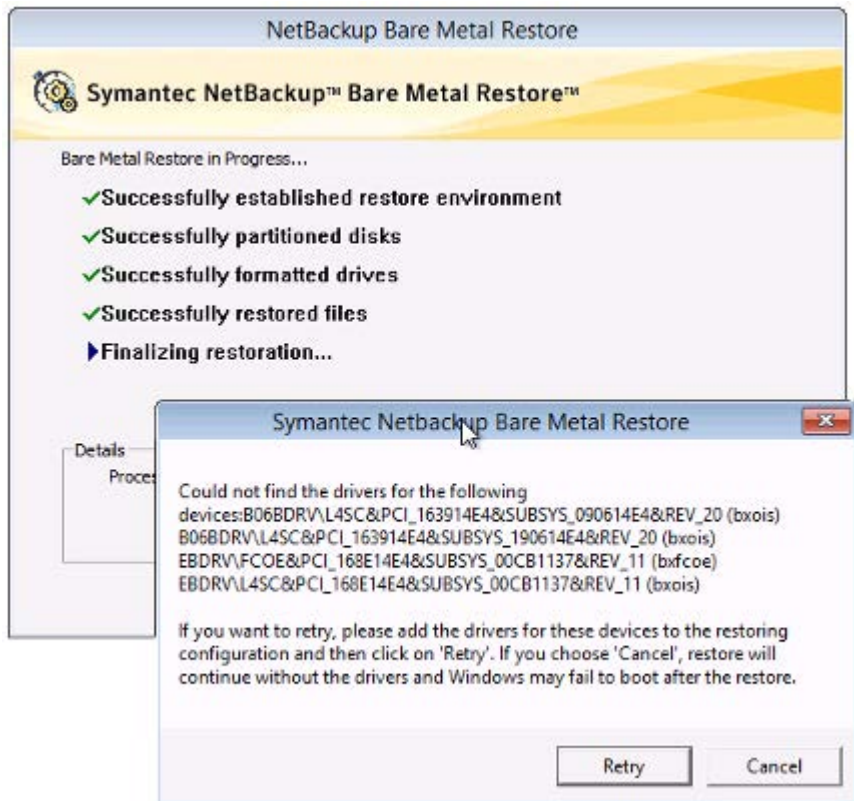 NetBackup Bare Metal Restore
Symantec NetBackup™ Bare Metal Restore™
Bare Metal Restore in Progress...
✓Successfully established restore environment
✓Successfully partitioned disks
✓Successfully formatted drives
✓Successfully restored files
Finalizing restoration...
Symantec Netbackup Bare Metal Restore
Details
Could not find the drivers for the following
devices:B06BDRV\L4SC&PCI_163914E4&SUBSYS_090614E4&REV_20 (bxois)
B06BDRV\L4SC&PCI_163914E4&SUBSYS_190614E4&REV_20 (bxois)
EBDRV\FCOE&PCI_168E14E4&SUBSYS_00CB1137&REV_11 (bxfcoe)
EBDRV\L4SC&PCI_168E14E4&SUBSYS_00CB1137&REV_11 (bxois)
If you want to retry, please add the drivers for these devices to the restoring
configuration and then click on 'Retry'. If you choose 'Cancel', restore will
continue without the drivers and Windows may fail to boot after the restore.
Retry Cancel